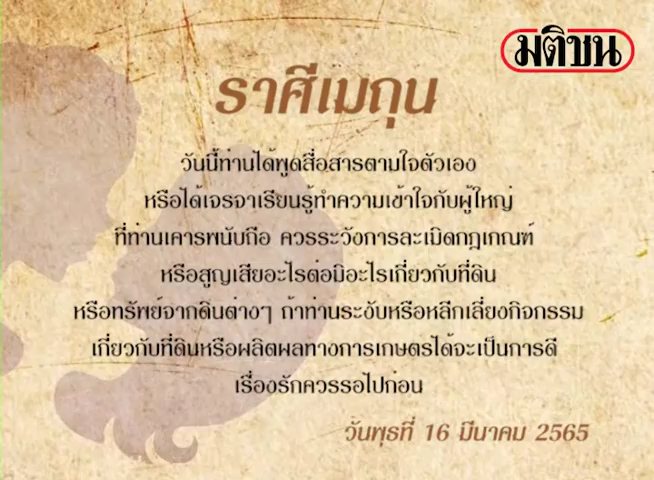 มติชน
ราศีเมถุน
วันนี้ท่านได้พูดสื่อสารตามใจตัวเอง
หรือได้เจรจาเรียนรู้ทำความเข้าใจกับผู้ใหญ่
ที่ท่านเคารพนับถือ ควรระวังการละเมิดกฎเกณฑ์
หรือสูญเสียอะไรต่อมิอะไรเกี่ยวกับที่ดิน
หรือทรัพย์จากดินต่างๆ ถ้าท่านระงับหรือหลีกเลี่ยงกิจกรรม
เกี่ยวกับที่ดินหรือผลิตผลทางการเกษตรได้จะเป็นการดี
เรื่องรักควรรอไปก่อน
วันพุธที่ 16 มีนาคม 2565